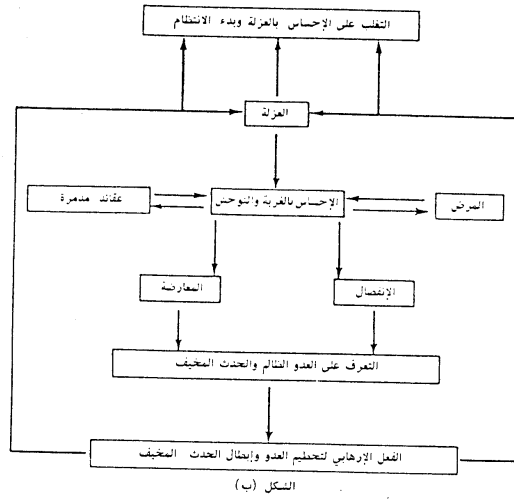 التغلب على الإحساس بالعزلة وبدء الانتظام
العزلة
المرض
الإحساس بالغربة والتوحش
عقائد مدمرة
الإنفصال
المعارضة
التعرف على العدو الظالم والحدث المخيف
الفعل الإرهابي لتحطيم العدو وإبطال الحدث المخيف
الشكل (ب)